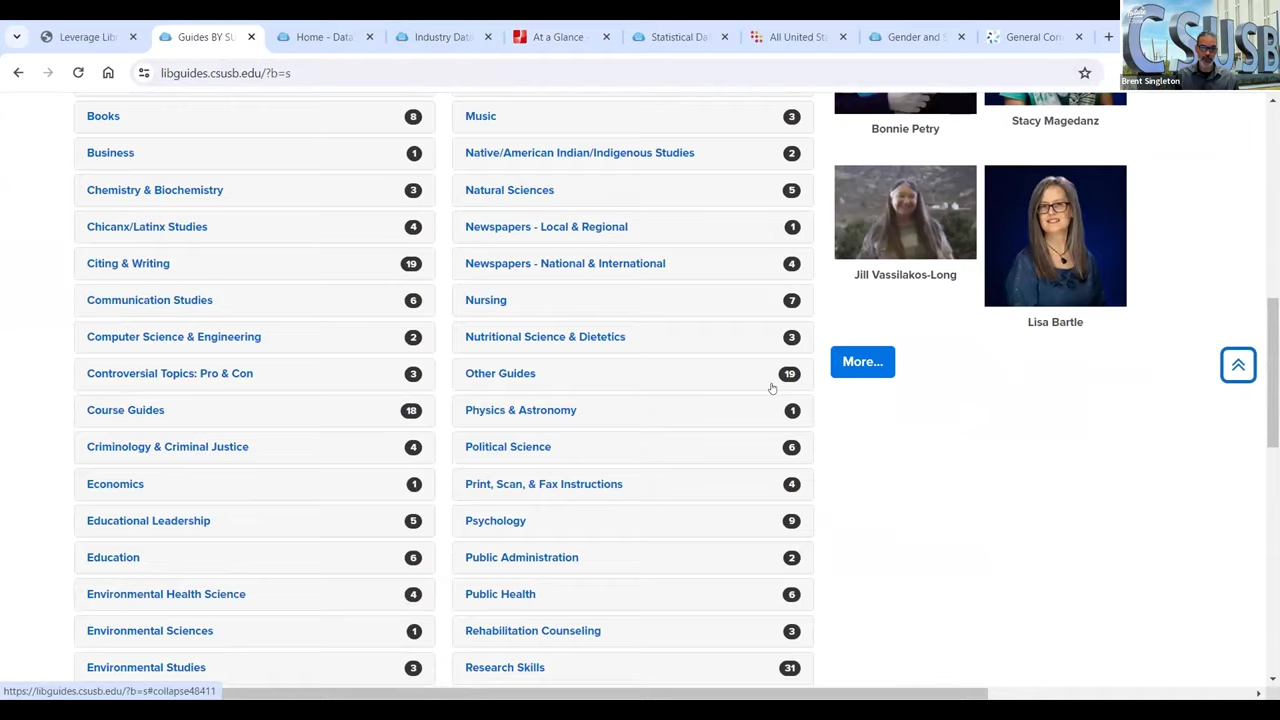 Leverage Lib
Guides BY SU
Home - Data
Industry Data
At a Glance -
Statistical Da
All United Sta
Gender and S
General Con
libguides.csusb.edu/?b=s
CSUSB
Brent Singleton
Books 8
Business 1
Chemistry & Biochemistry 3
Chicanx/Latinx Studies 4
Citing & Writing 19
Communication Studies 6
Computer Science & Engineering 2
Controversial Topics: Pro & Con 3
Course Guides 18
Criminology & Criminal Justice 4
Economics 1
Educational Leadership 5
Education 6
Environmental Health Science 4
Environmental Sciences 1
Environmental Studies 3
Music 3
Native/American Indian/Indigenous Studies 2
Natural Sciences 5
Newspapers - Local & Regional 1
Newspapers - National & International 4
Nursing 7
Nutritional Science & Dietetics 3
Other Guides 19
Physics & Astronomy 1
Political Science 6
Print, Scan, & Fax Instructions 4
Psychology 9
Public Administration 2
Public Health 6
Rehabilitation Counseling 3
Research Skills 31
Bonnie Petry
Stacy Magedanz
Jill Vassilakos-Long
Lisa Bartle
More...
https://libguides.csusb.edu/?b=s#collapse48411